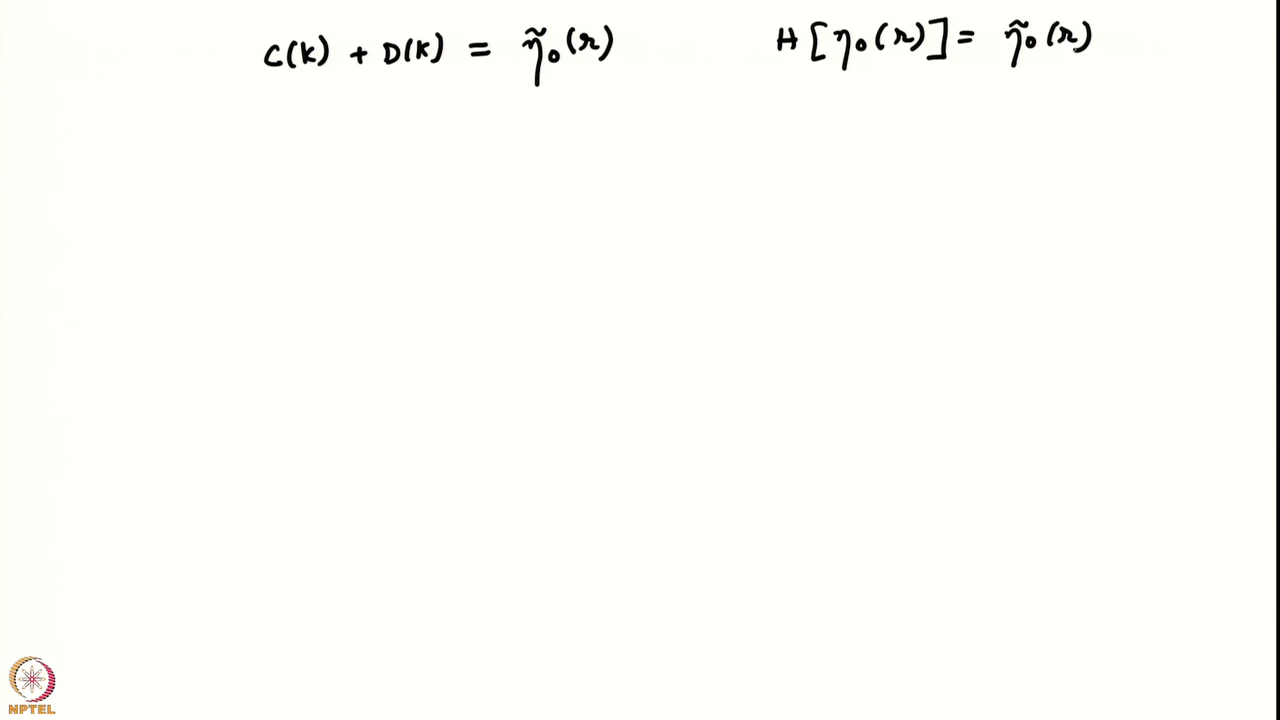 C(k) + D(k) = η̃₀(r) H[η₀(r)] = η̃₀(r)
NPTEL